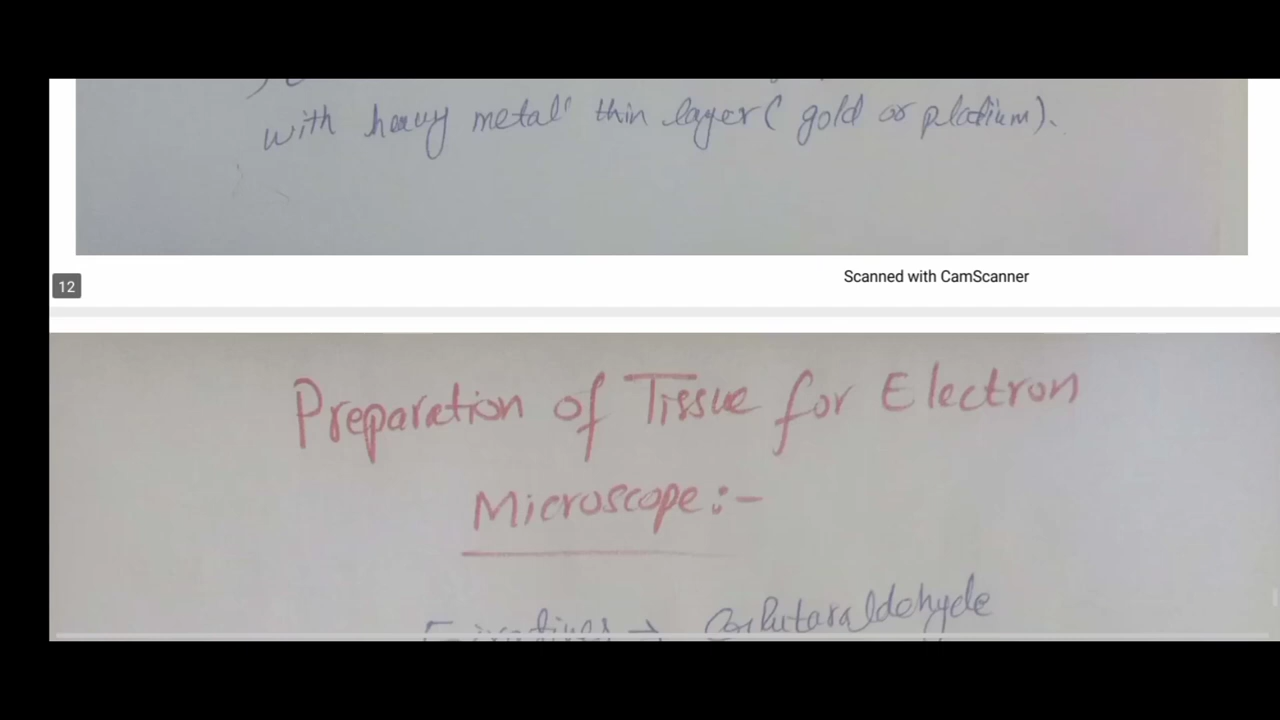 with heavy metal' thin layer ( gold or platium).
Scanned with CamScanner
12
Preparation of Tissue for Electron
Microscope:-
→ Glutaraldehyde